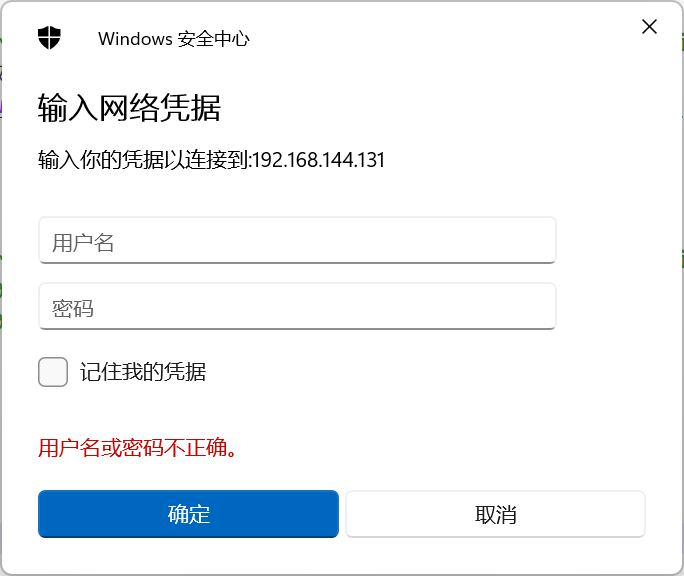 Windows 安全中心
输入网络凭据
输入你的凭据以连接到:192.168.144.131
用户名
密码
记住我的凭据
用户名或密码不正确。
确定
取消